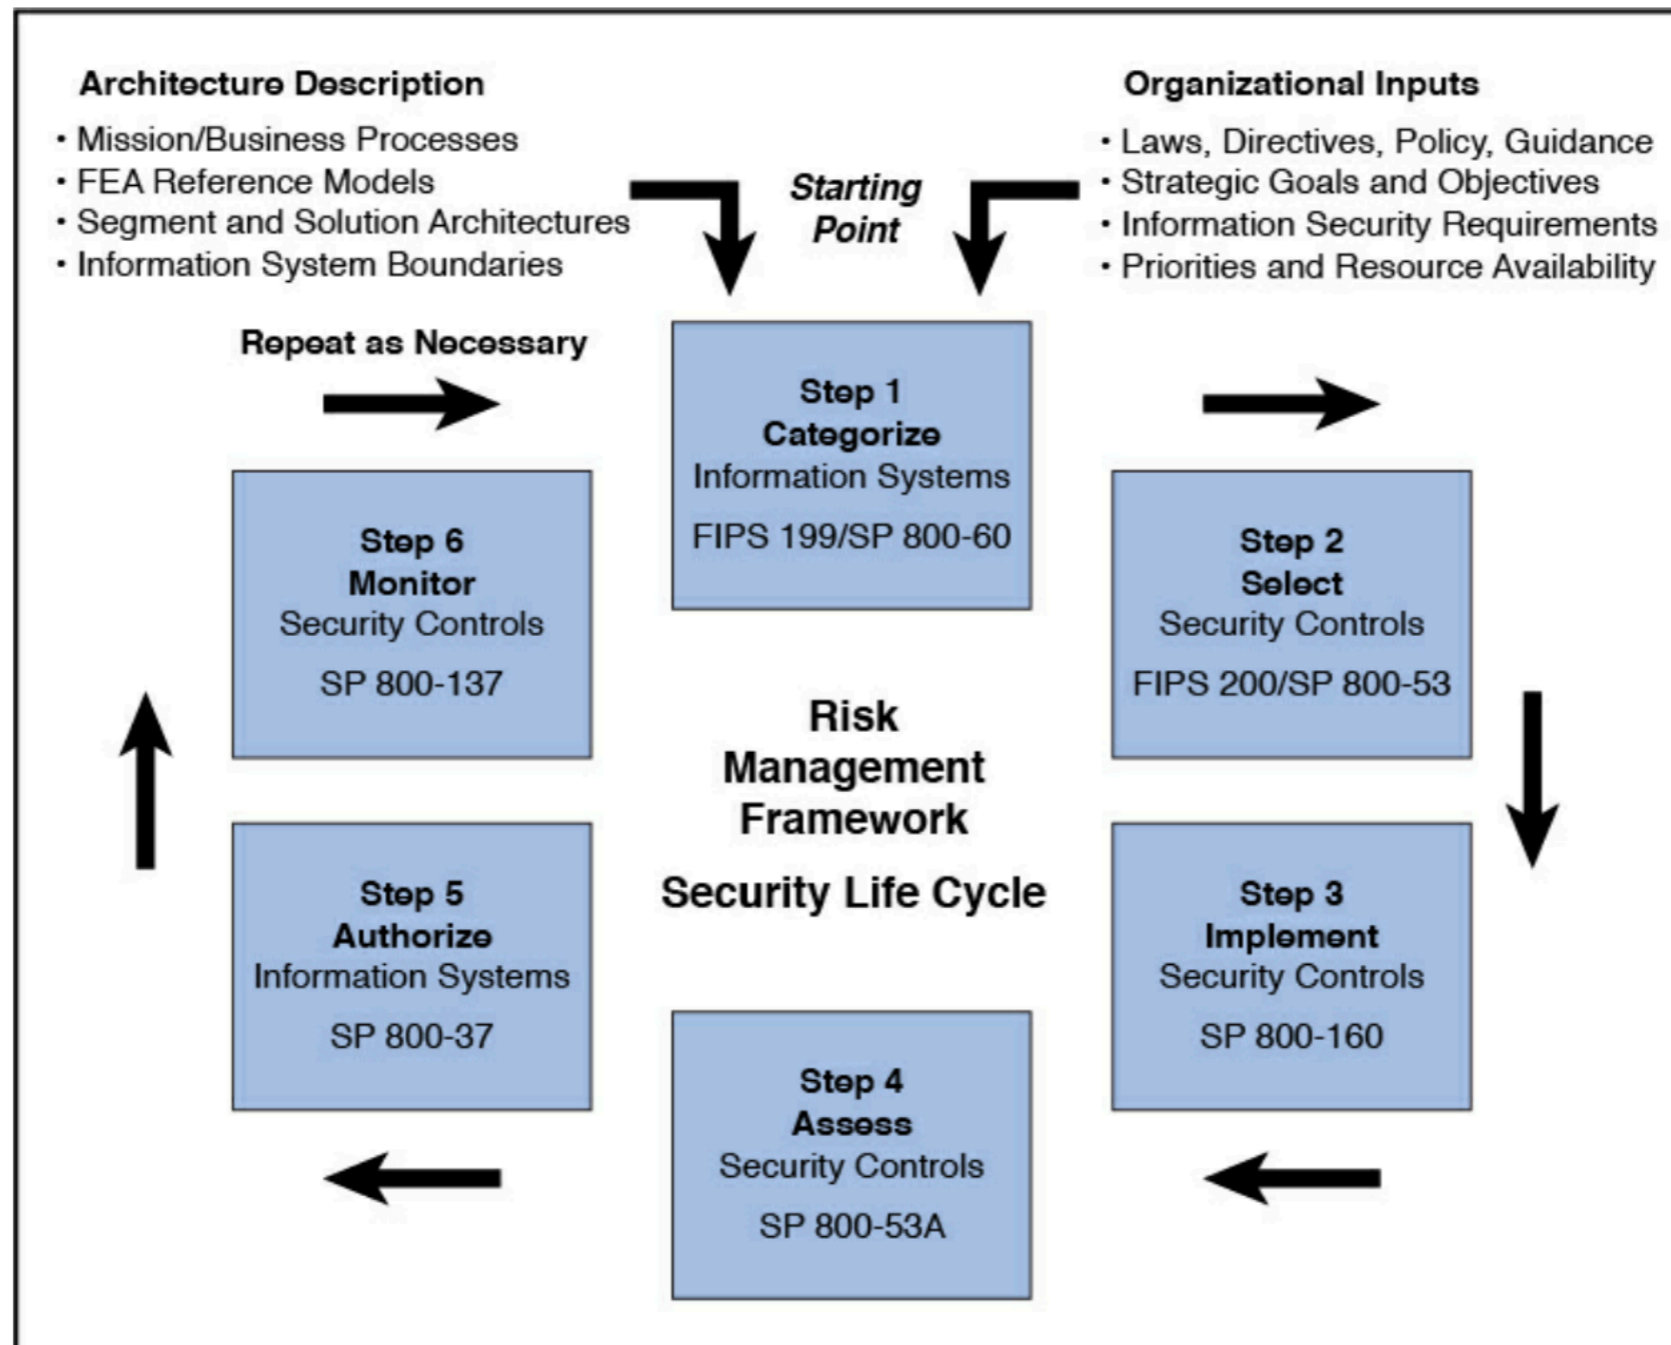 Architecture Description
• Mission/Business Processes
• FEA Reference Models
• Segment and Solution Architectures
• Information System Boundaries
Starting
Point
Organizational Inputs
• Laws, Directives, Policy, Guidance
• Strategic Goals and Objectives
• Information Security Requirements
• Priorities and Resource Availability
Repeat as Necessary
Step 1
Categorize
Information Systems
FIPS 199/SP 800-60
Step 2
Select
Security Controls
FIPS 200/SP 800-53
Step 3
Implement
Security Controls
SP 800-160
Step 4
Assess
Security Controls
SP 800-53A
Step 5
Authorize
Information Systems
SP 800-37
Step 6
Monitor
Security Controls
SP 800-137
Risk
Management
Framework
Security Life Cycle